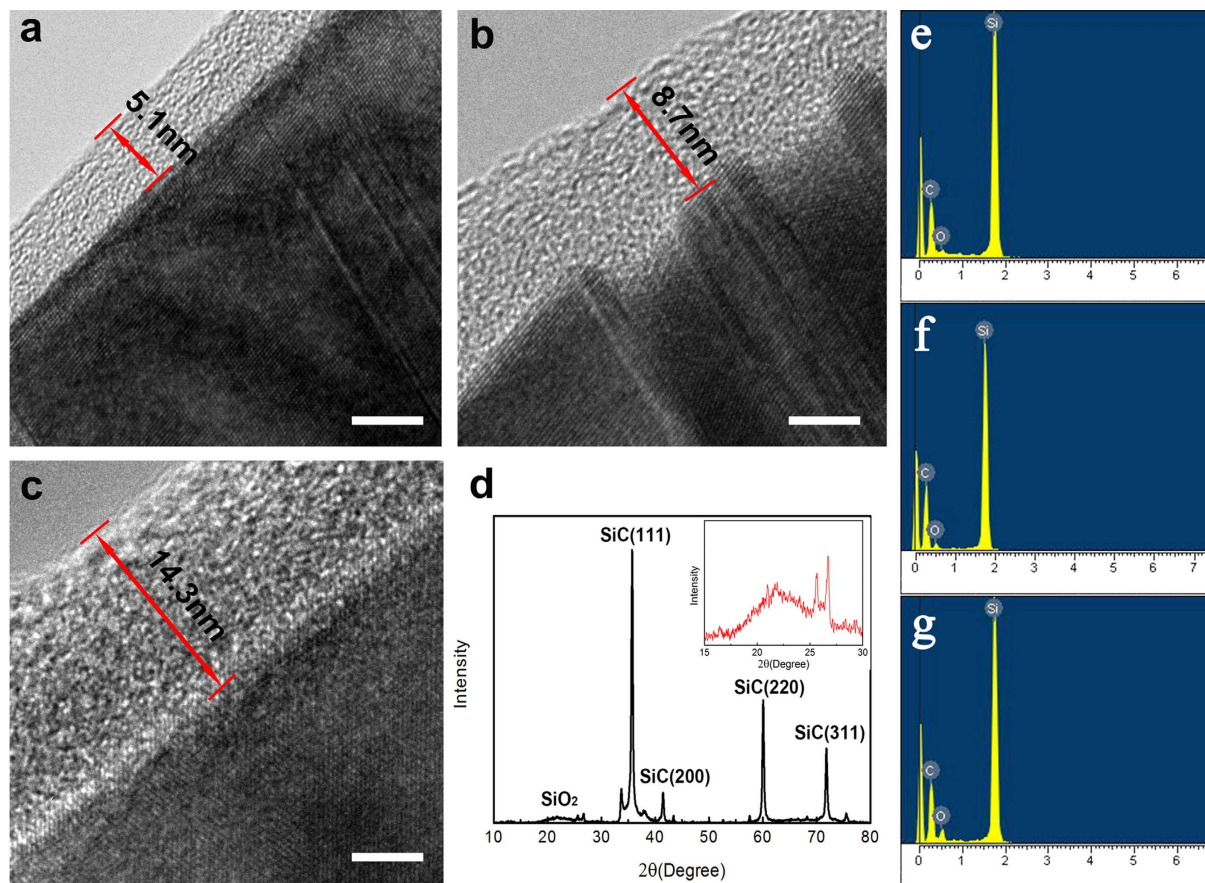 a
5.1nm
b
8.7nm
c
14.3nm
d
SiC(111)
SiC(200)
SiC(220)
SiC(311)
SiO₂
Intensity
10 20 30 40 50 60 70 80
2θ(Degree)
Intensity
15 20 25 30
2θ(Degree)
e
Si
C
O
0 1 2 3 4 5 6
f
Si
C
O
0 1 2 3 4 5 6 7
g
Si
C
O
0 1 2 3 4 5 6